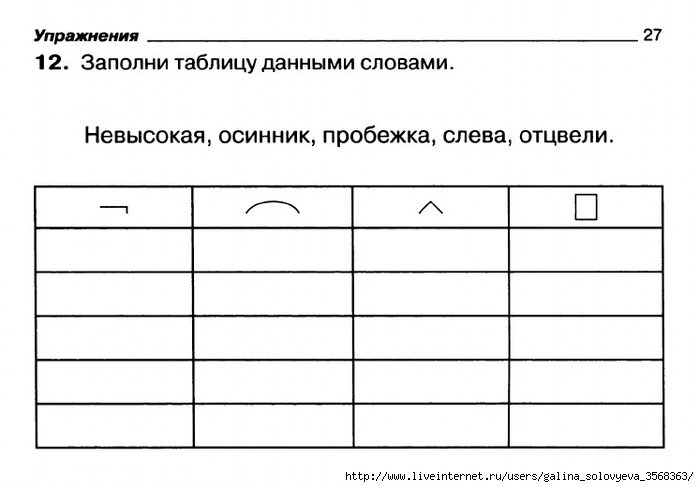 Упражнения 27
12. Заполни таблицу данными словами.
Невысокая, осинник, пробежка, слева, отцвели.
http://www.liveinternet.ru/users/galina_solovyeva_3568363/